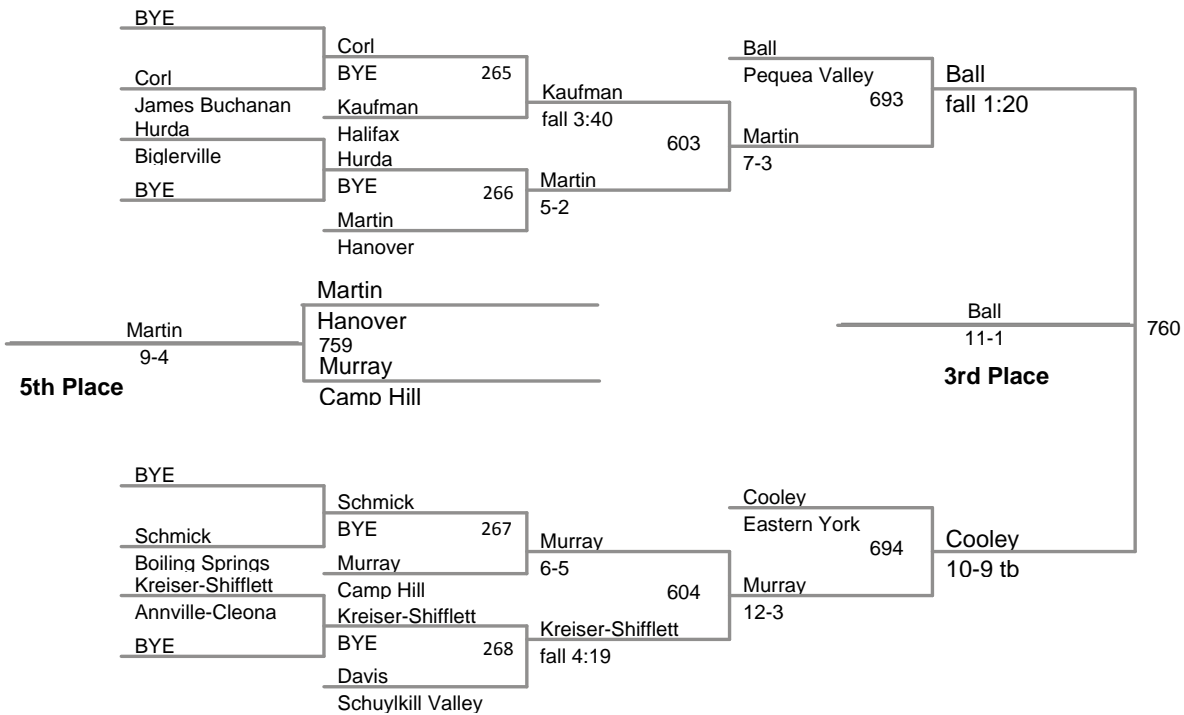 BYE
Corl
James Buchanan
Hurda
Biglerville
BYE
Corl
BYE
265
Kaufman
Halifax
Hurda
BYE
266
Martin
Hanover
Kaufman
fall 3:40
603
Martin
5-2
Ball
Pequea Valley
693
Martin
7-3
Ball
fall 1:20
Martin
9-4
5th Place
Martin
Hanover
759
Murray
Camp Hill
Ball
11-1
3rd Place
760
BYE
Schmick
Boiling Springs
Kreiser-Shifflett
Annville-Cleona
BYE
Schmick
BYE
267
Murray
Camp Hill
Kreiser-Shifflett
BYE
268
Davis
Schuylkill Valley
Murray
6-5
604
Kreiser-Shifflett
fall 4:19
Cooley
Eastern York
694
Murray
12-3
Cooley
10-9 tb